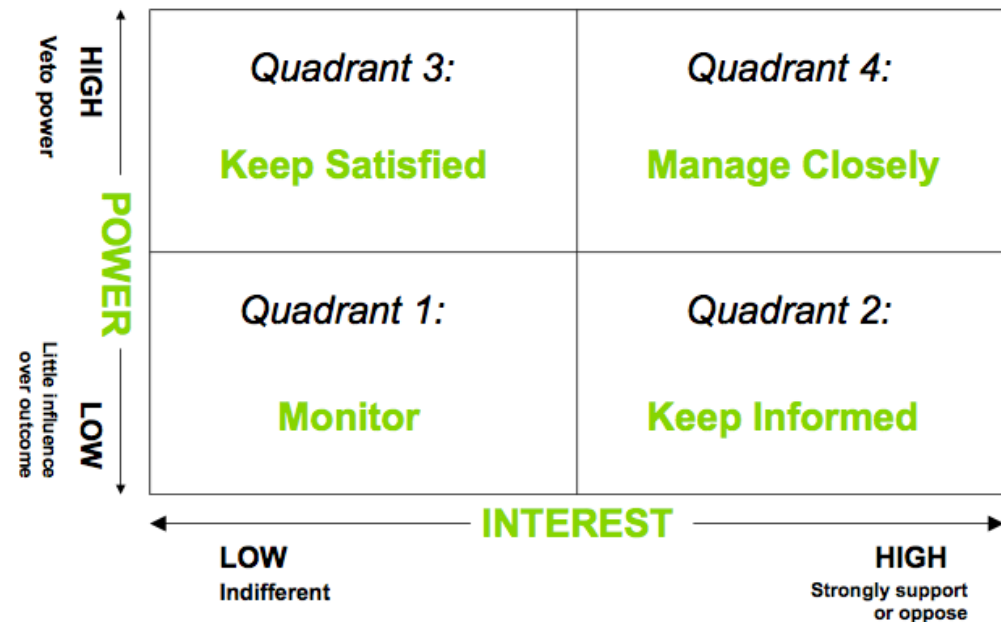 HIGH
Veto power
POWER
LOW
Little influence
over outcome
Quadrant 3:
Keep Satisfied
Quadrant 4:
Manage Closely
Quadrant 1:
Monitor
Quadrant 2:
Keep Informed
INTEREST
LOW
Indifferent
HIGH
Strongly support
or oppose